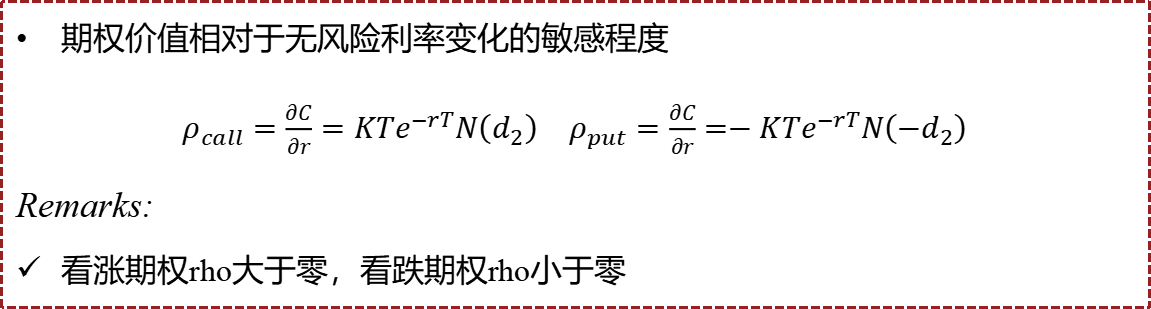 • 期权价值相对于无风险利率变化的敏感程度
ρ_call = ∂C/∂r = KTe^{-rT}N(d_2) ρ_put = ∂C/∂r =− KTe^{-rT}N(−d_2)
Remarks:
✓ 看涨期权rho大于零，看跌期权rho小于零